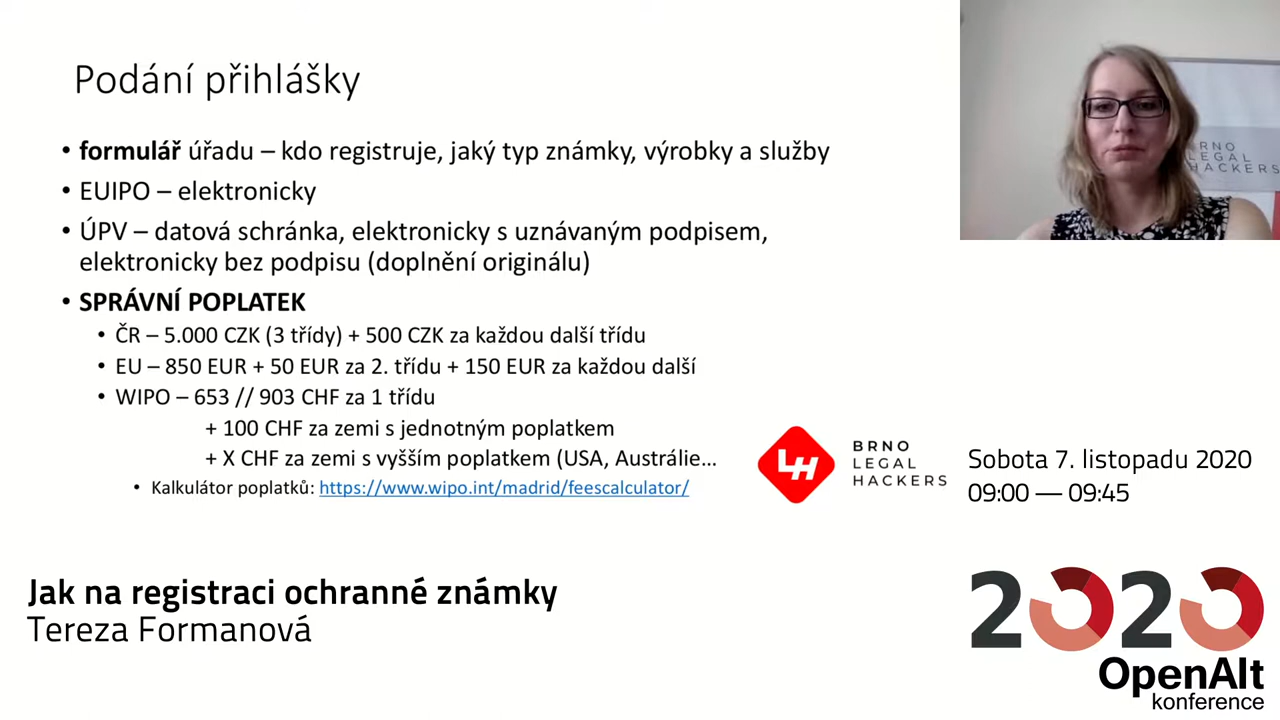 Podání přihlášky
• formulář úřadu – kdo registruje, jaký typ známky, výrobky a služby
• EUIPO – elektronicky
• ÚPV – datová schránka, elektronicky s uznávaným podpisem,
elektronicky bez podpisu (doplnění originálu)
• SPRÁVNÍ POPLATEK
• ČR – 5.000 CZK (3 třídy) + 500 CZK za každou další třídu
• EU – 850 EUR + 50 EUR za 2. třídu + 150 EUR za každou další
• WIPO – 653 // 903 CHF za 1 třídu
+ 100 CHF za zemi s jednotným poplatkem
+ X CHF za zemi s vyšším poplatkem (USA, Austrálie…
• Kalkulátor poplatků: https://www.wipo.int/madrid/feescalculator/
BRNO
LEGAL
HACKERS
LH
BRNO
LEGAL
HACKERS
Sobota 7. listopadu 2020
09:00 — 09:45
Jak na registraci ochranné známky
Tereza Formanová
2020
OpenAlt
konference